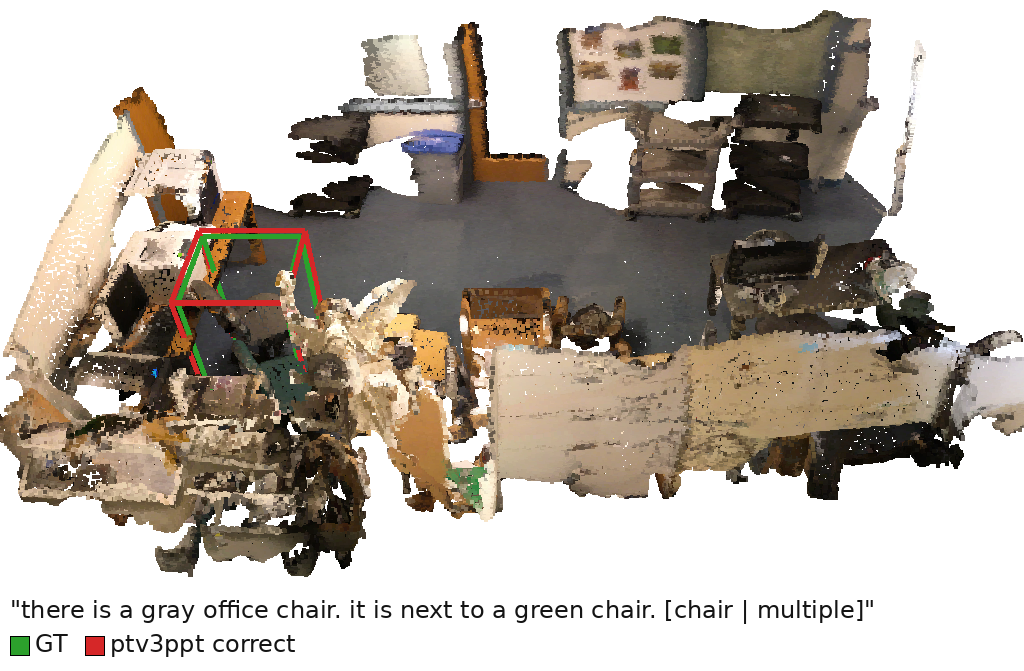 "there is a gray office chair. it is next to a green chair. [chair | multiple]"
GT ptv3ppt correct